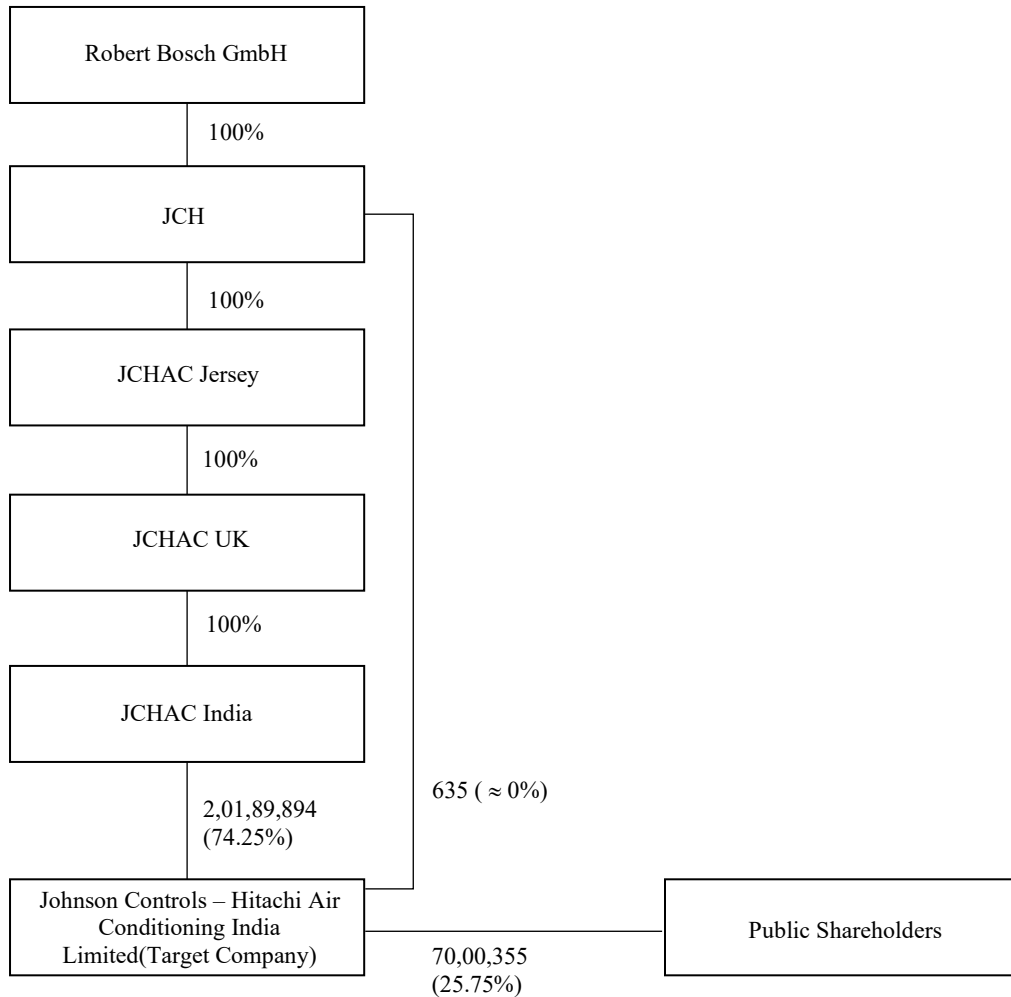 Robert Bosch GmbH
100%
JCH
100%
JCHAC Jersey
100%
JCHAC UK
100%
JCHAC India
635 ( ≈ 0%)
2,01,89,894
(74.25%)
Johnson Controls – Hitachi Air
Conditioning India
Limited(Target Company)
Public Shareholders
70,00,355
(25.75%)